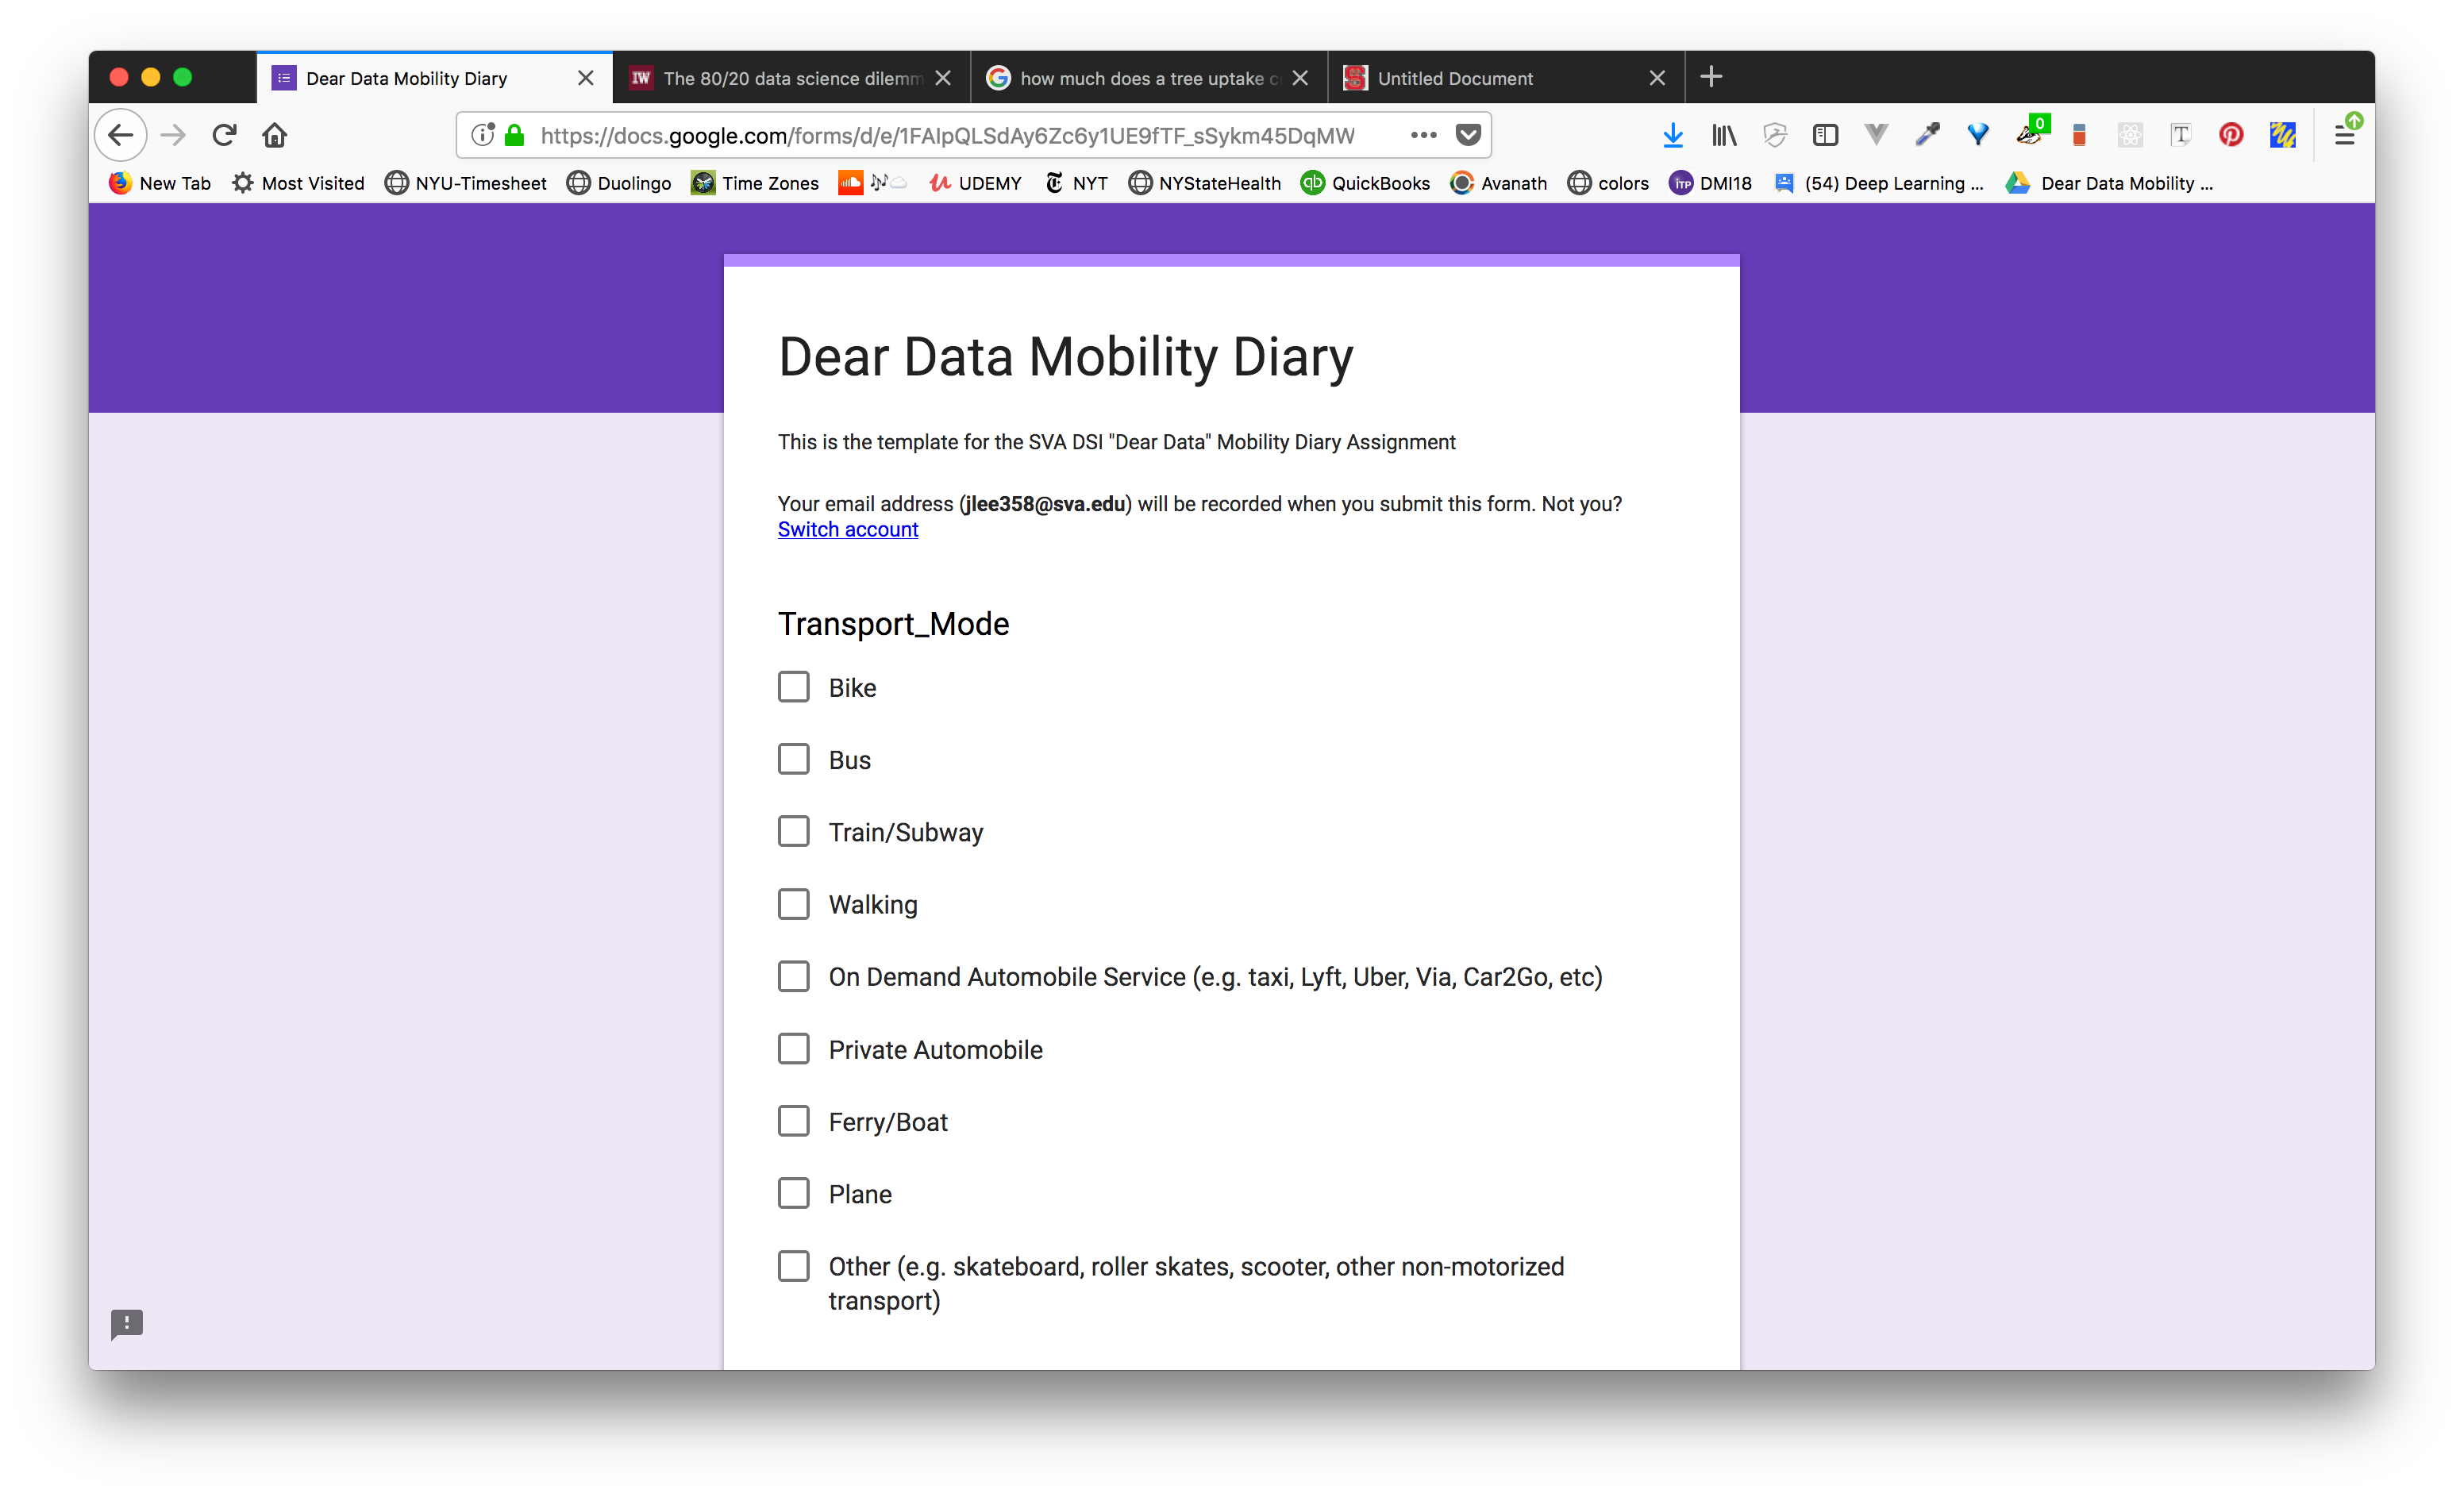 Dear Data Mobility Diary
The 80/20 data science dilemm
how much does a tree uptake c
Untitled Document
https://docs.google.com/forms/d/e/1FAIpQLSdAy6Zc6y1UE9fTF_sSykm45DqMW
0
New Tab Most Visited NYU-Timesheet Duolingo Time Zones UDEMY NYT NYStateHealth QuickBooks Avanath colors DMI18 (54) Deep Learning ... Dear Data Mobility ...
Dear Data Mobility Diary
This is the template for the SVA DSI "Dear Data" Mobility Diary Assignment
Your email address (jlee358@sva.edu) will be recorded when you submit this form. Not you?
Switch account
Transport_Mode
Bike
Bus
Train/Subway
Walking
On Demand Automobile Service (e.g. taxi, Lyft, Uber, Via, Car2Go, etc)
Private Automobile
Ferry/Boat
Plane
Other (e.g. skateboard, roller skates, scooter, other non-motorized
transport)